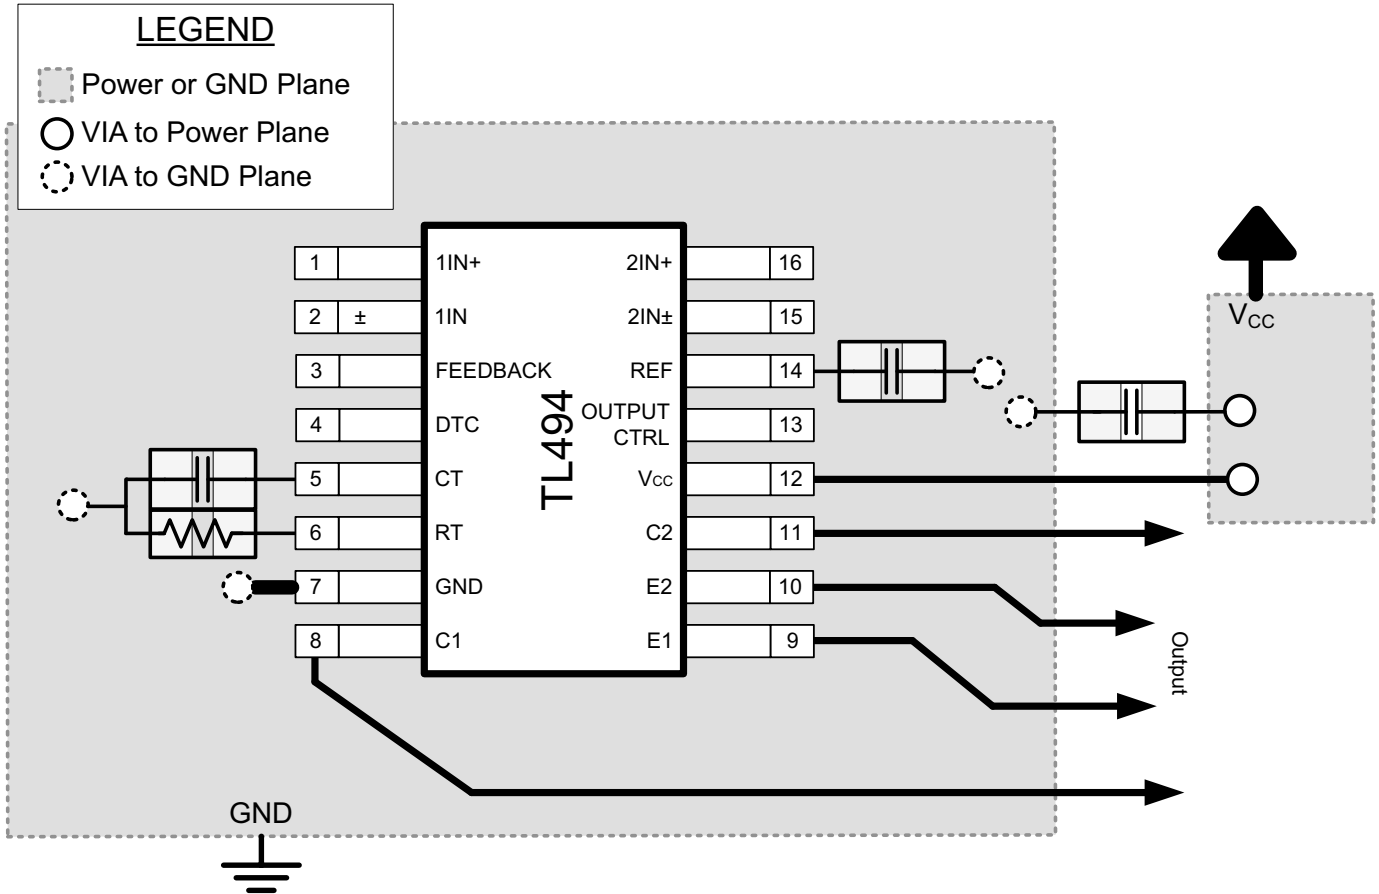 LEGEND
Power or GND Plane
VIA to Power Plane
VIA to GND Plane
1 1IN+ 2IN+ 16
2 ± 1IN 2IN± 15
3 FEEDBACK REF 14
4 DTC OUTPUT CTRL 13
5 CT VCC 12
6 RT C2 11
7 GND E2 10
8 C1 E1 9
TL494
VCC
Output
GND